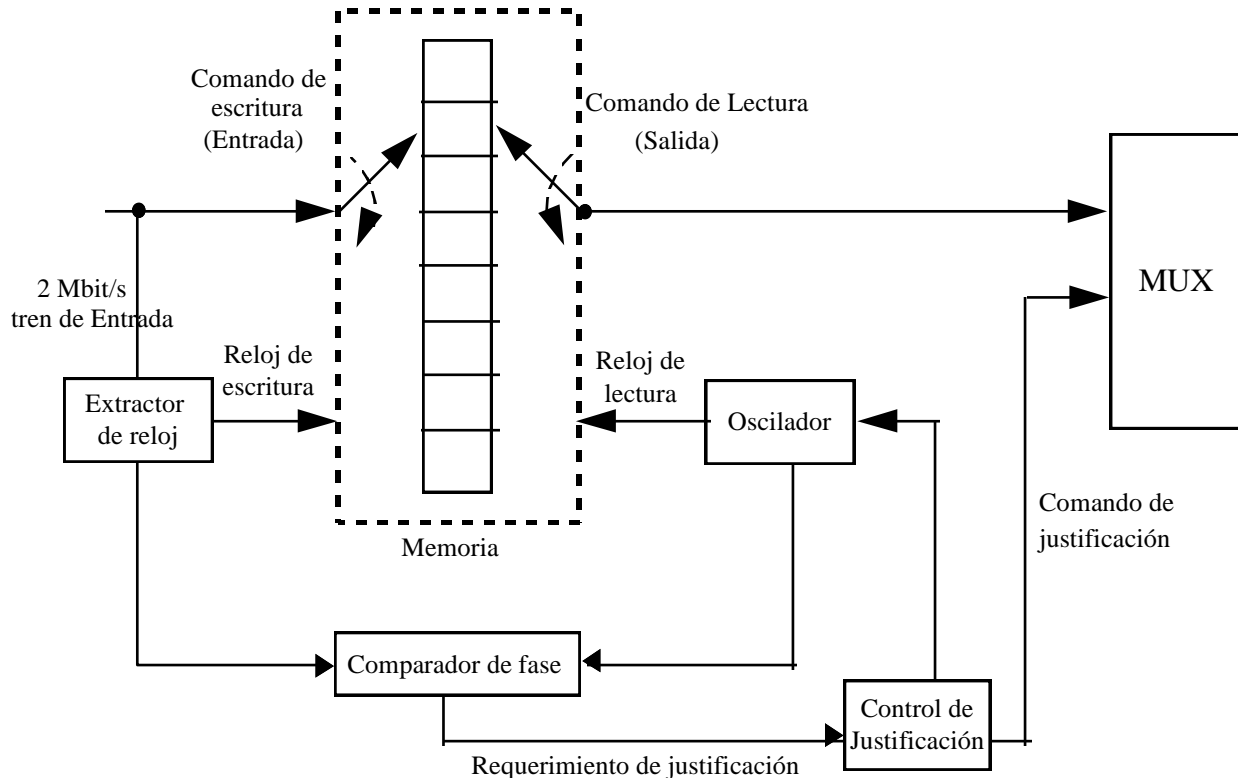 Comando de
escritura
(Entrada)
Comando de Lectura
(Salida)
MUX
2 Mbit/s
tren de Entrada
Reloj de
escritura
Reloj de
lectura
Extractor
de reloj
Oscilador
Comando de
justificación
Memoria
Comparador de fase
Control de
Justificación
Requerimiento de justificación